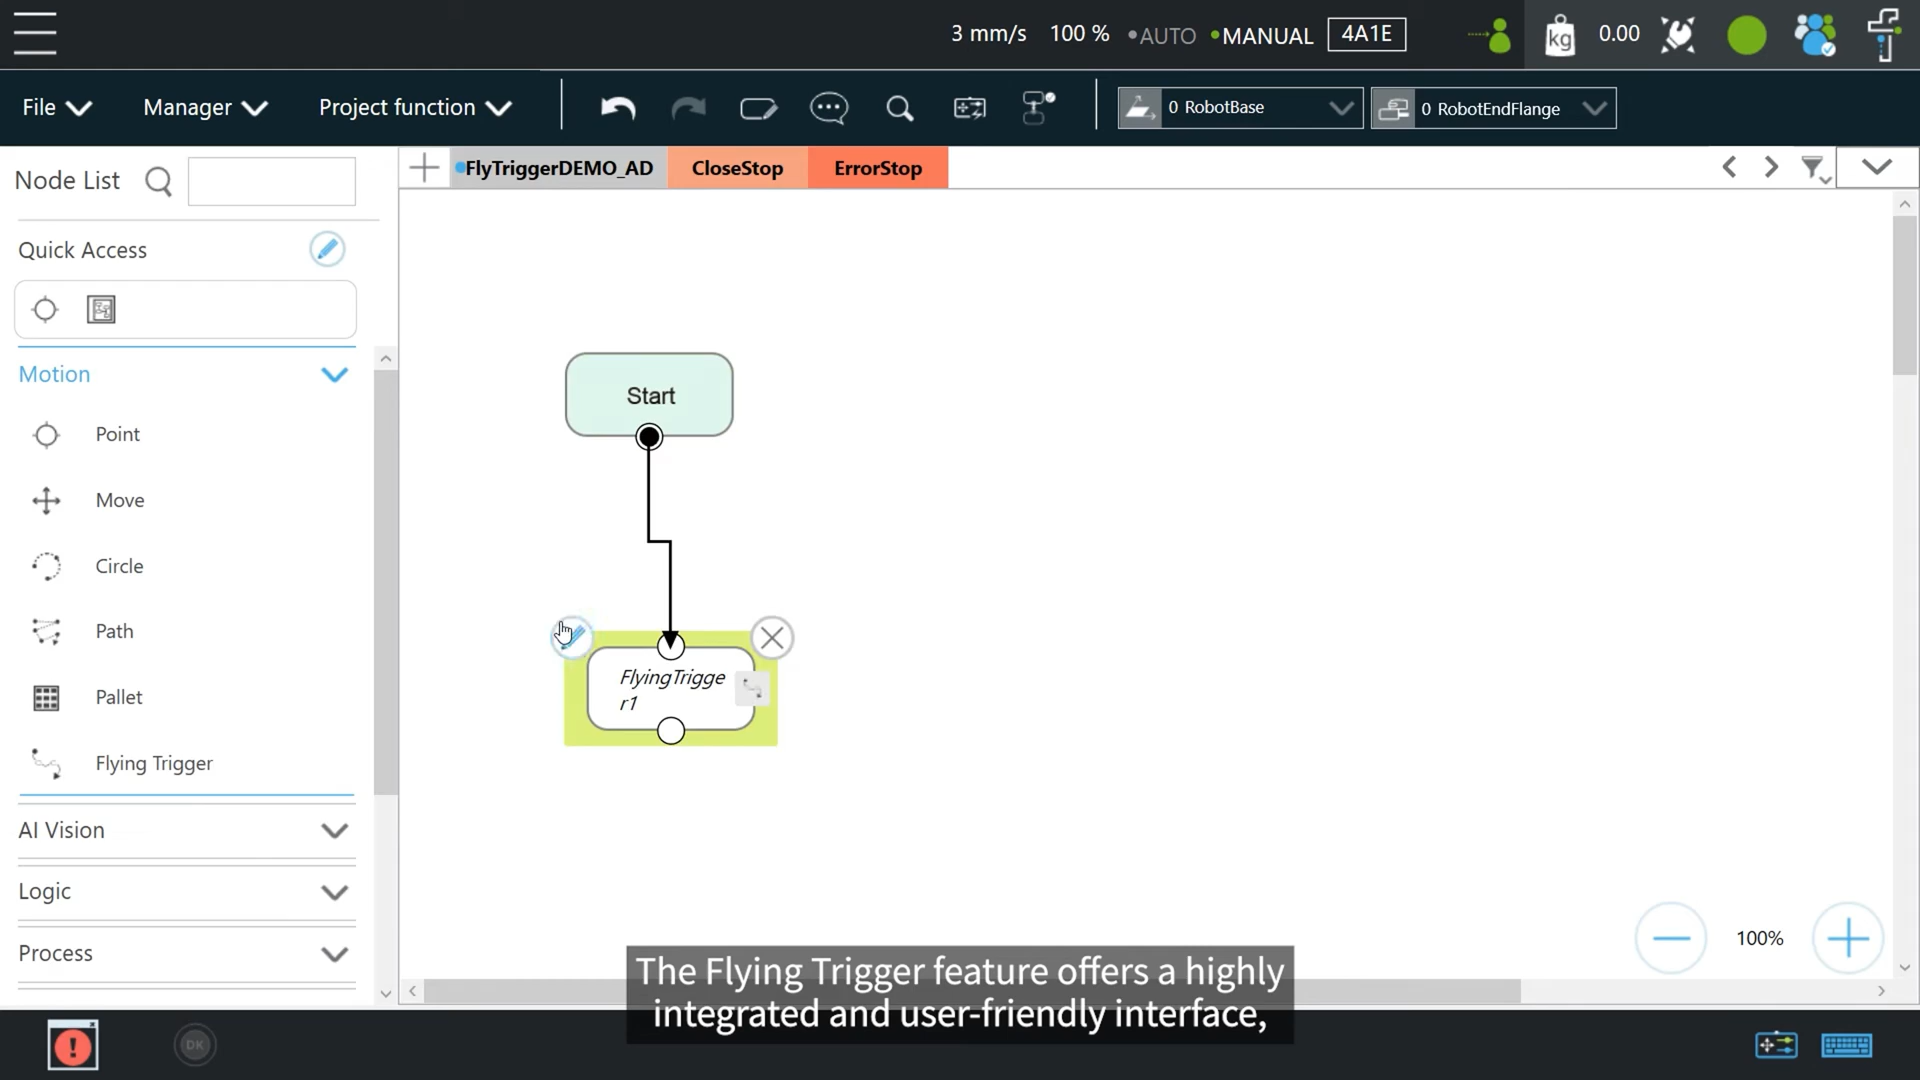 3 mm/s 100 % AUTO MANUAL 4A1E kg 0.00
File Manager Project function 0 RobotBase 0 RobotEndFlange
Node List
FlyTriggerDEMO_AD CloseStop ErrorStop
Quick Access
Motion
Point
Move
Circle
Path
Pallet
Flying Trigger
AI Vision
Logic
Process
Start
FlyingTrigge
r1
100%
The Flying Trigger feature offers a highly
integrated and user-friendly interface,
DK